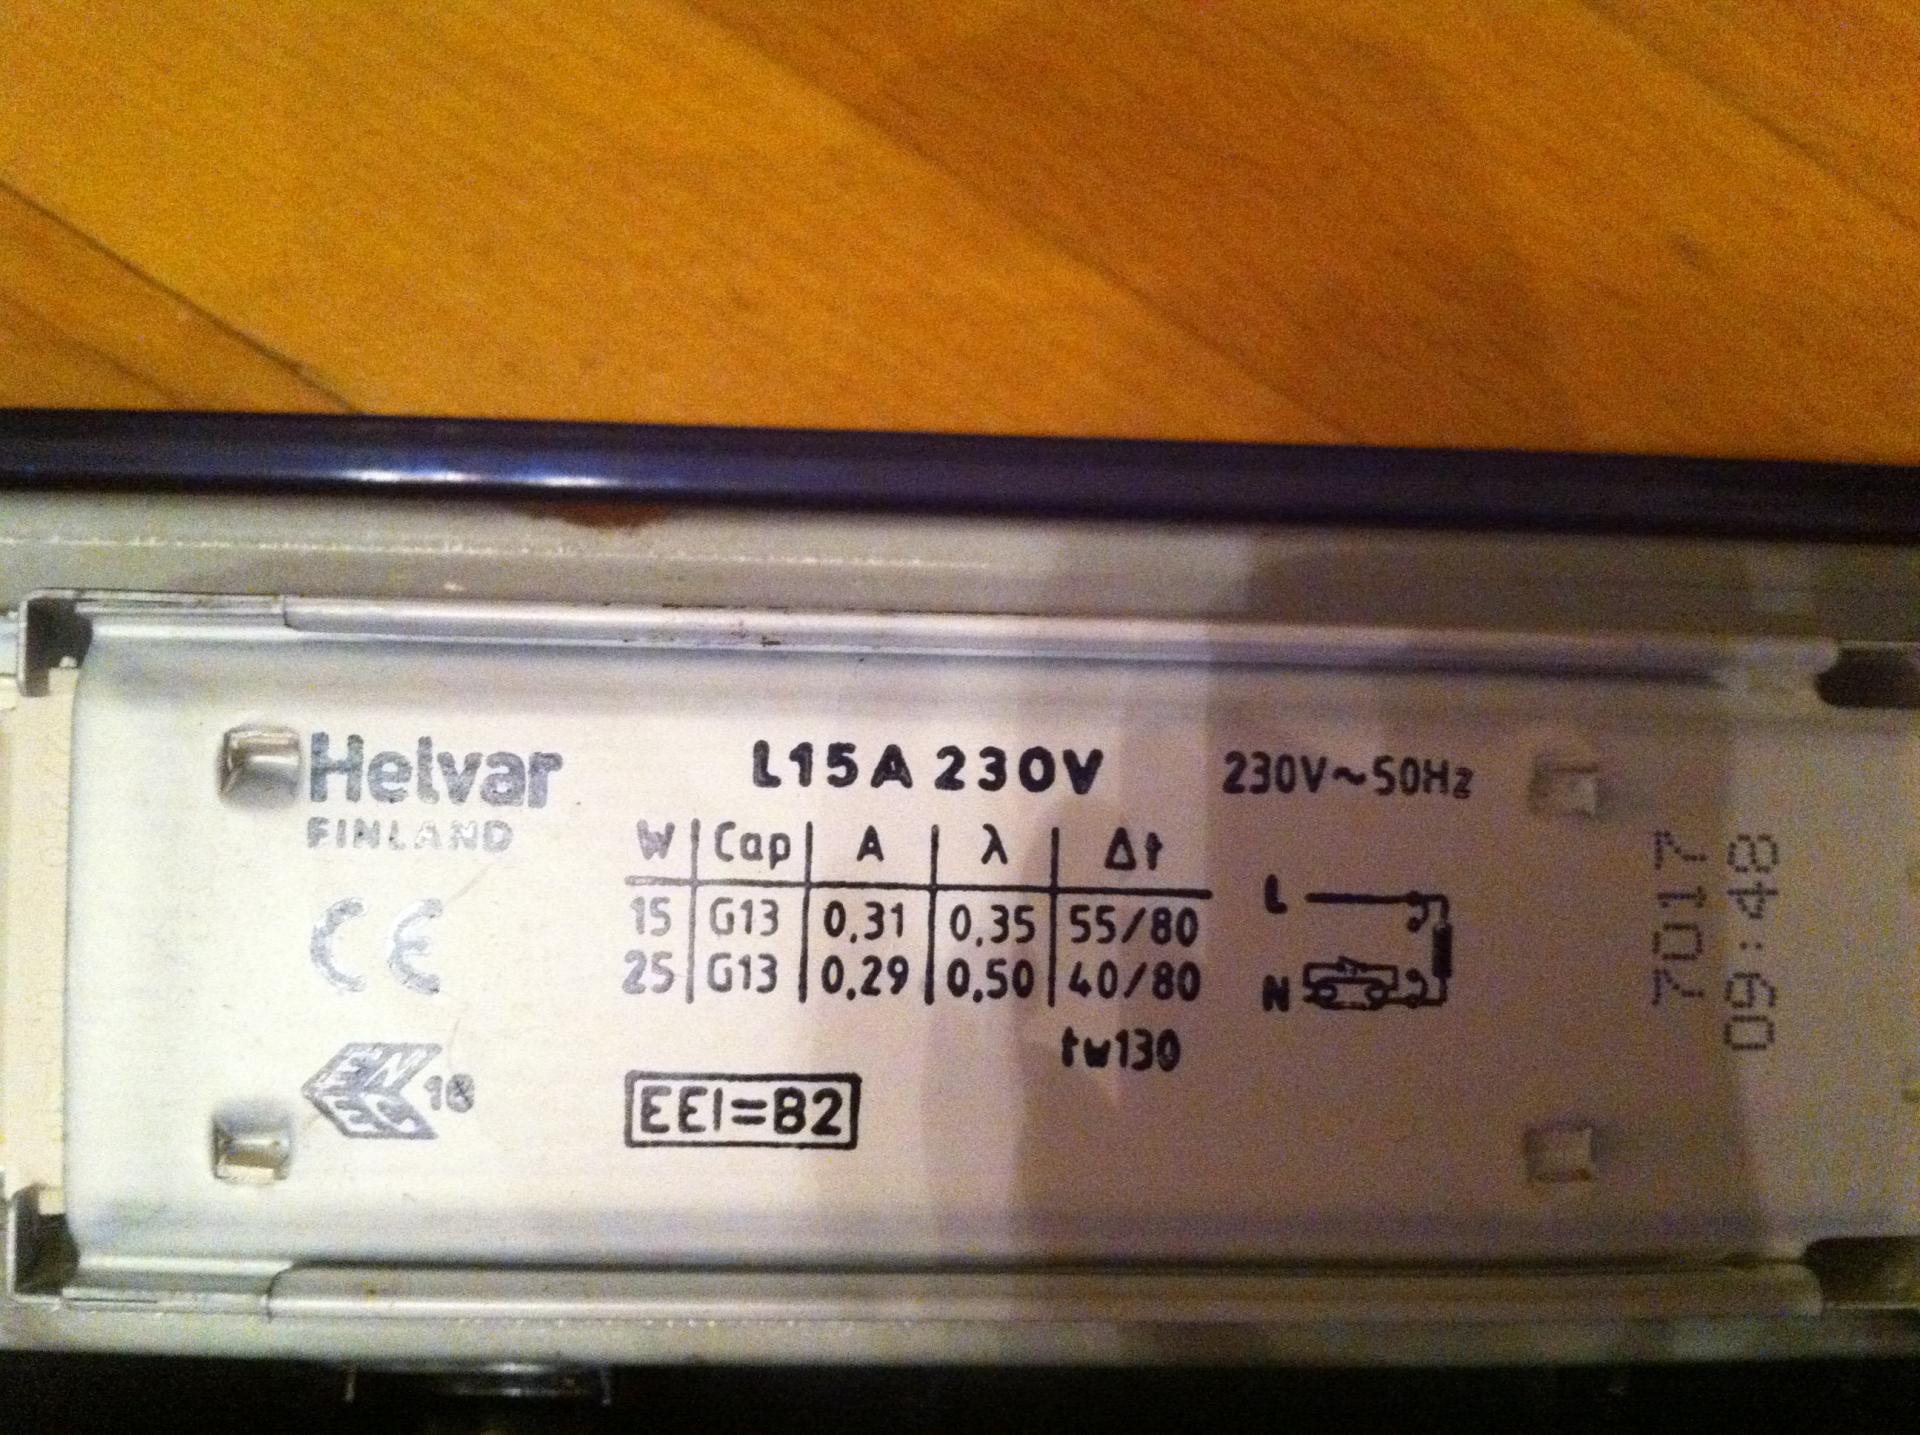 Helvar
FINLAND
CE
ENEC 16
L15A 230V
230V~50Hz
W Cap A λ Δt
15 G13 0,31 0,35 55/80
25 G13 0,29 0,50 40/80
tw130
EEI=B2
L
N
7017
09:48